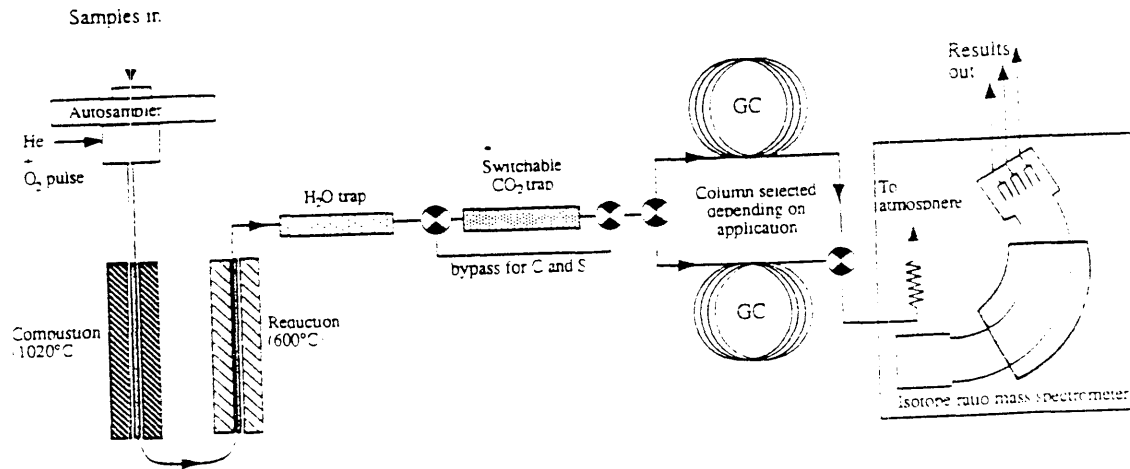 Samples in
Autosampler
He
+
O₂ pulse
Combustion
(1020°C
Reduction
(600°C)
H₂O trap
Switchable
CO₂ trap
bypass for C and S
GC
Column selected
depending on
application
GC
To
atmosphere
Results
out
Isotope ratio mass spectrometer